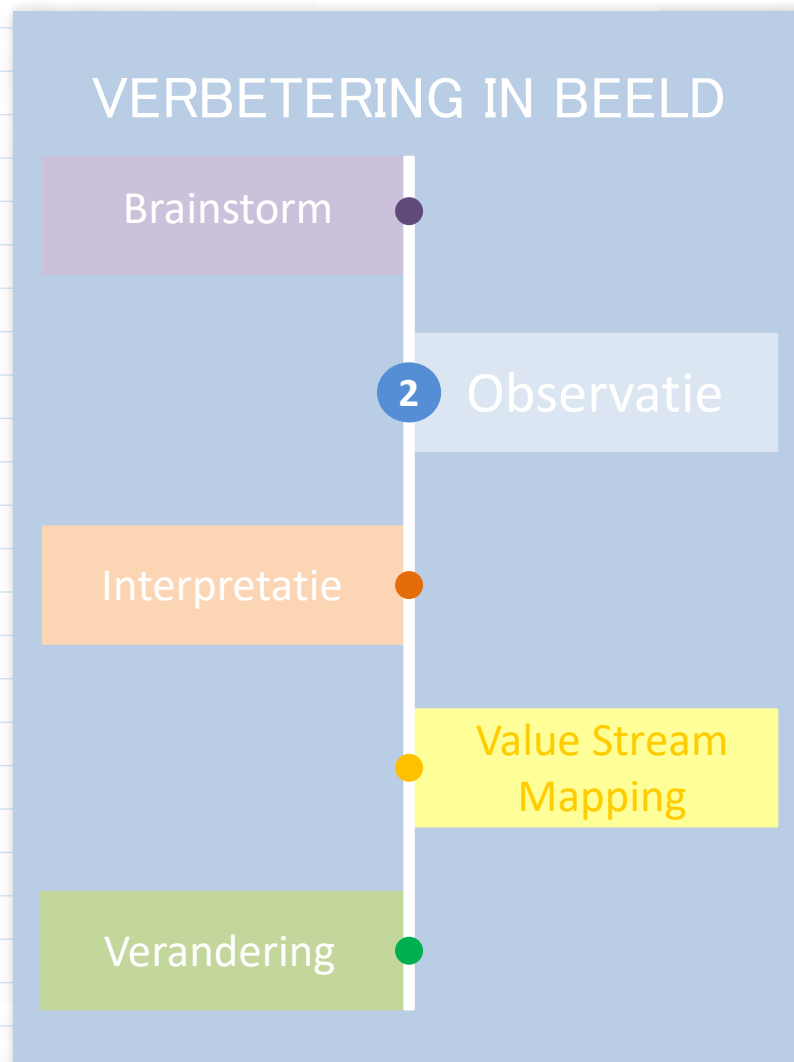 VERBETERING IN BEELD
Brainstorm
2 Observatie
Interpretatie
Value Stream
Mapping
Verandering